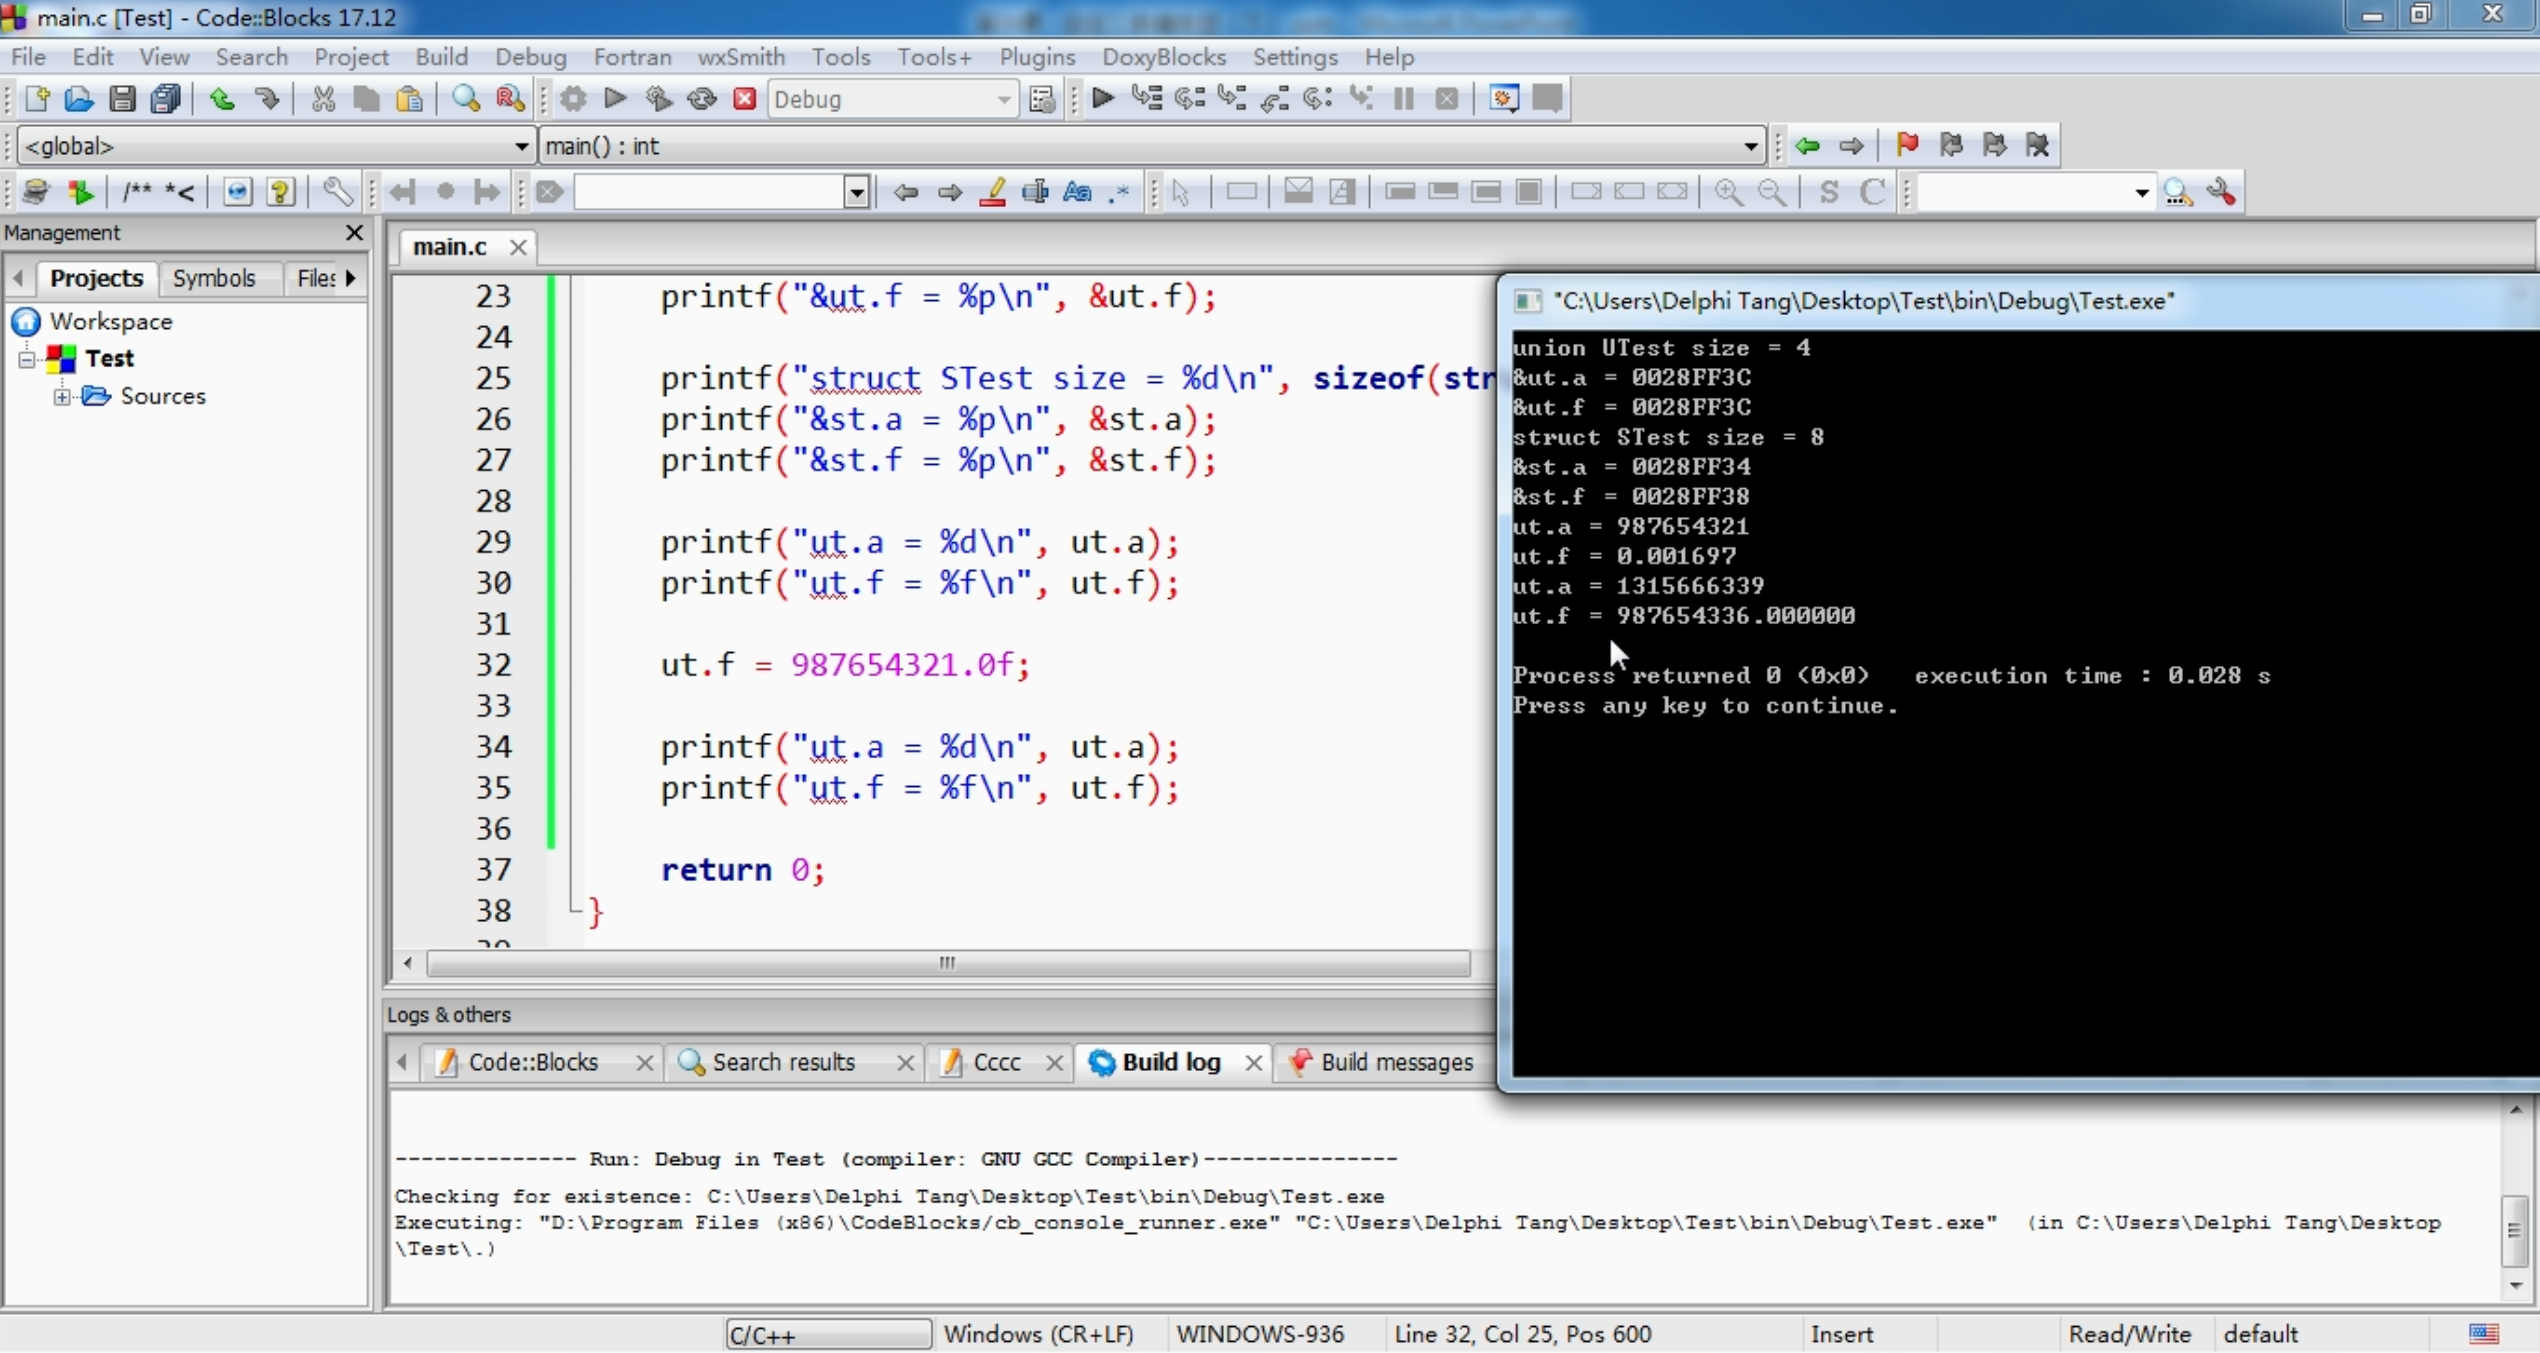 main.c [Test] - Code::Blocks 17.12
File Edit View Search Project Build Debug Fortran wxSmith Tools Tools+ Plugins DoxyBlocks Settings Help
Debug
<global> main() : int
/** *< Aa .* S C
Management
main.c
Projects Symbols Files
Workspace
Test
Sources
23 printf("&ut.f = %p\n", &ut.f);
24
25 printf("struct STest size = %d\n", sizeof(str
26 printf("&st.a = %p\n", &st.a);
27 printf("&st.f = %p\n", &st.f);
28
29 printf("ut.a = %d\n", ut.a);
30 printf("ut.f = %f\n", ut.f);
31
32 ut.f = 987654321.0f;
33
34 printf("ut.a = %d\n", ut.a);
35 printf("ut.f = %f\n", ut.f);
36
37 return 0;
38 }
"C:\Users\Delphi Tang\Desktop\Test\bin\Debug\Test.exe"
union UTest size = 4
&ut.a = 0028FF3C
&ut.f = 0028FF3C
struct STest size = 8
&st.a = 0028FF34
&st.f = 0028FF38
ut.a = 987654321
ut.f = 0.001697
ut.a = 1315666339
ut.f = 987654336.000000
Process returned 0 (0x0) execution time : 0.028 s
Press any key to continue.
Logs & others
Code::Blocks Search results Cccc Build log Build messages
-------------- Run: Debug in Test (compiler: GNU GCC Compiler)---------------
Checking for existence: C:\Users\Delphi Tang\Desktop\Test\bin\Debug\Test.exe
Executing: "D:\Program Files (x86)\CodeBlocks/cb_console_runner.exe" "C:\Users\Delphi Tang\Desktop\Test\bin\Debug\Test.exe" (in C:\Users\Delphi Tang\Desktop
\Test\.)
C/C++ Windows (CR+LF) WINDOWS-936 Line 32, Col 25, Pos 600 Insert Read/Write default